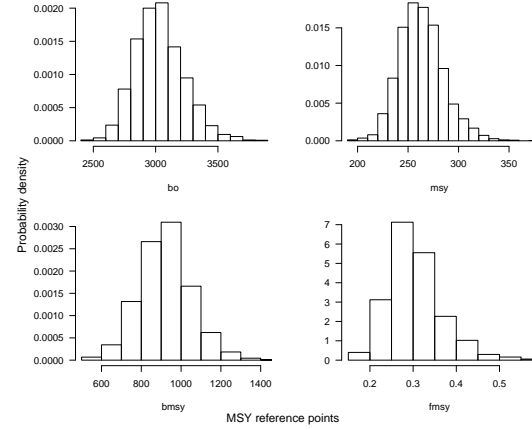 0.0020
0.0015
0.0010
0.0005
0.0000
2500 3000 3500
bo
0.015
0.010
0.005
0.000
200 250 300 350
msy
Probability density
0.0030
0.0025
0.0020
0.0015
0.0010
0.0005
0.0000
600 800 1000 1200 1400
bmsy
7
6
5
4
3
2
1
0
0.2 0.3 0.4 0.5
fmsy
MSY reference points